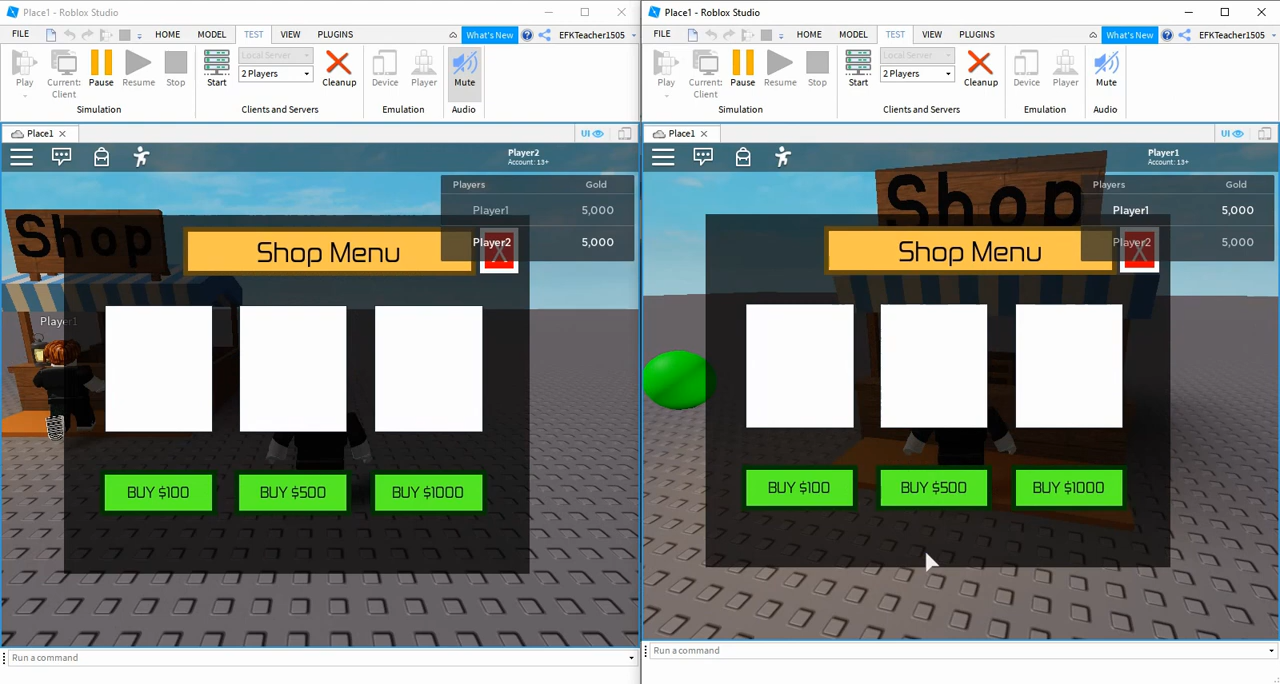 Place1 - Roblox Studio
FILE HOME MODEL TEST VIEW PLUGINS What's New EFKTeacher1505
Local Server
2 Players
Play Current: Client Pause Resume Stop Start Cleanup Device Player Mute
Simulation Clients and Servers Emulation Audio
Place1 UI
Player2
Account: 13+
Players Gold
Player1 5,000
Player2 5,000
Shop
Shop Menu X
Player1
BUY $100 BUY $500 BUY $1000
Run a command
Place1 - Roblox Studio
FILE HOME MODEL TEST VIEW PLUGINS What's New EFKTeacher1505
Local Server
2 Players
Play Current: Client Pause Resume Stop Start Cleanup Device Player Mute
Simulation Clients and Servers Emulation Audio
Place1 UI
Player1
Account: 13+
Players Gold
Player1 5,000
Player2 5,000
Shop
Shop Menu X
BUY $100 BUY $500 BUY $1000
Run a command